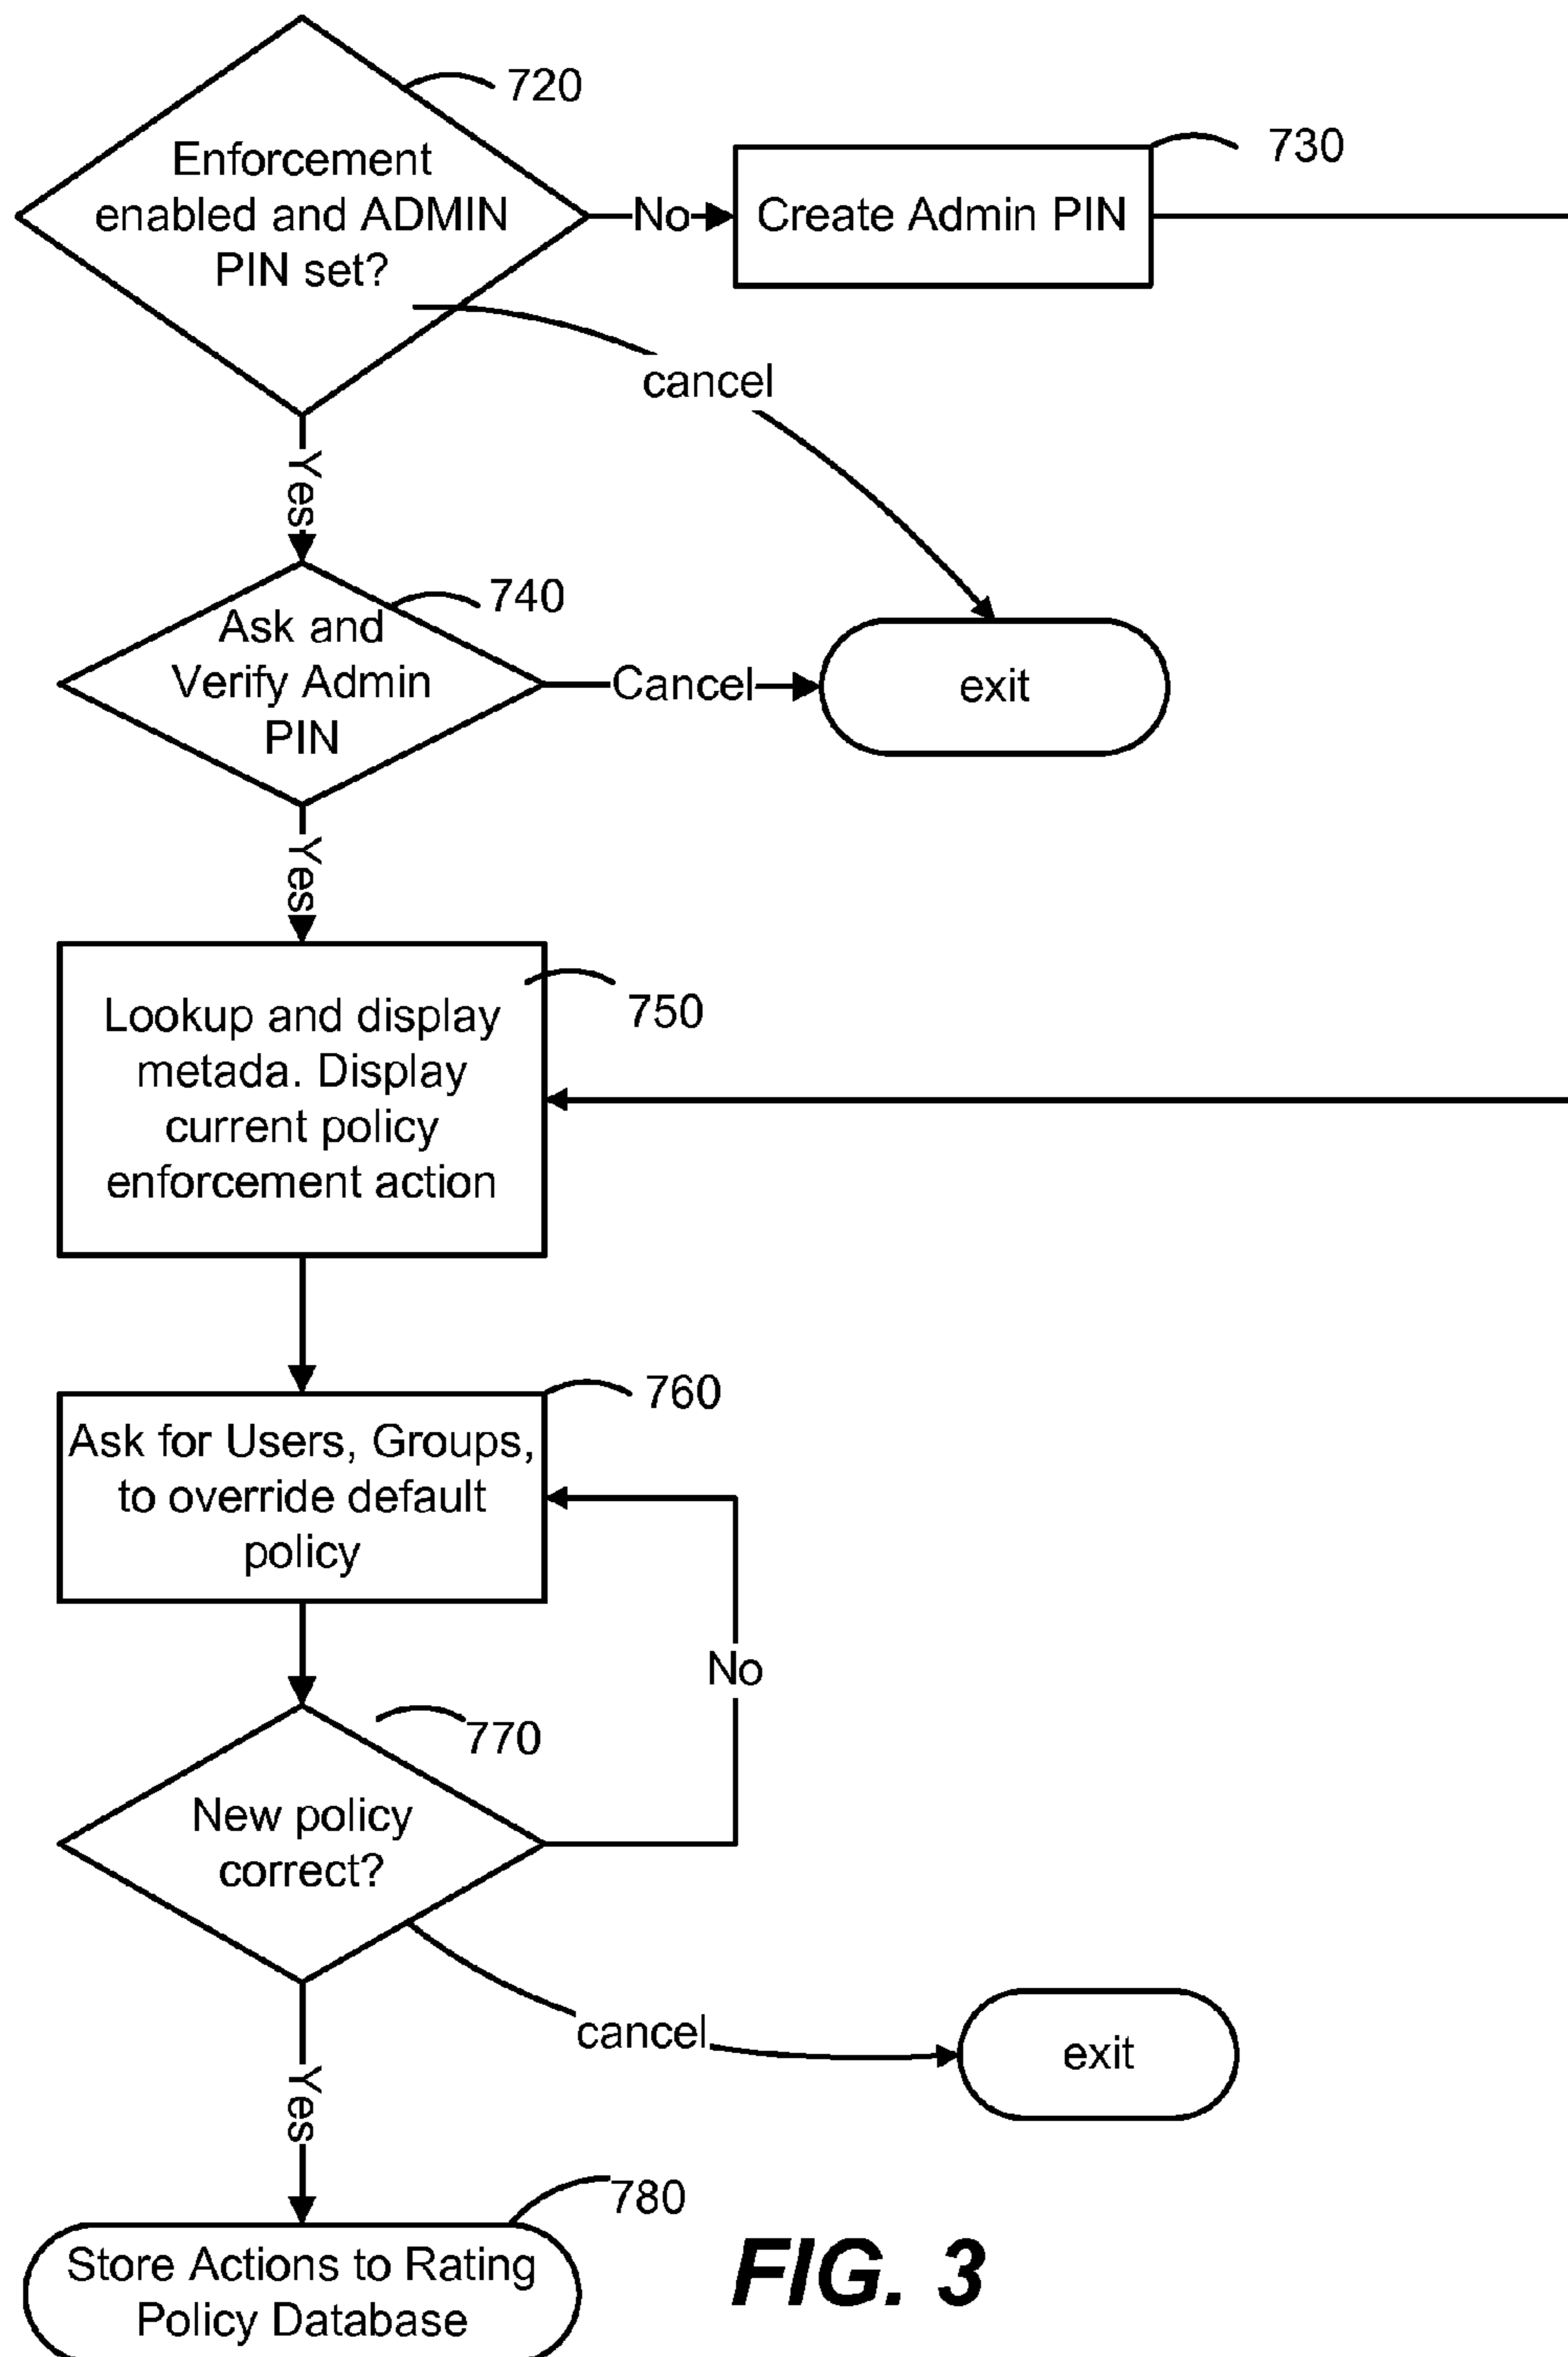 720
Enforcement
enabled and ADMIN
PIN set?
No
Create Admin PIN
730
cancel
Yes
740
Ask and
Verify Admin
PIN
Cancel
exit
Yes
750
Lookup and display
metada. Display
current policy
enforcement action
760
Ask for Users, Groups,
to override default
policy
No
770
New policy
correct?
cancel
exit
Yes
780
Store Actions to Rating
Policy Database
FIG. 3